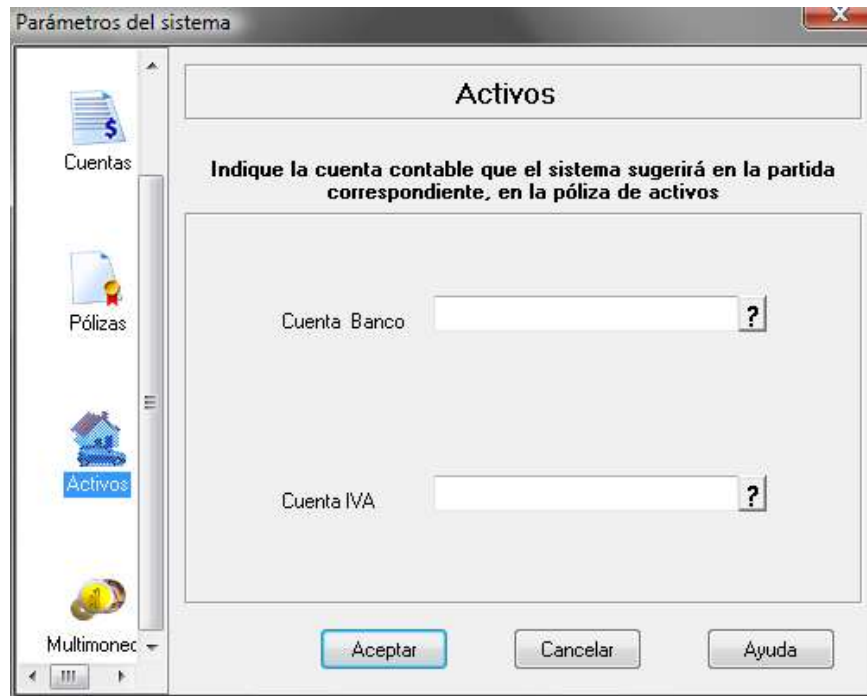 Parámetros del sistema
Cuentas
Pólizas
Activos
Activos
Indique la cuenta contable que el sistema sugerirá en la partida
correspondiente, en la póliza de activos
Cuenta Banco
?
Cuenta IVA
?
Multimonec
Aceptar
Cancelar
Ayuda